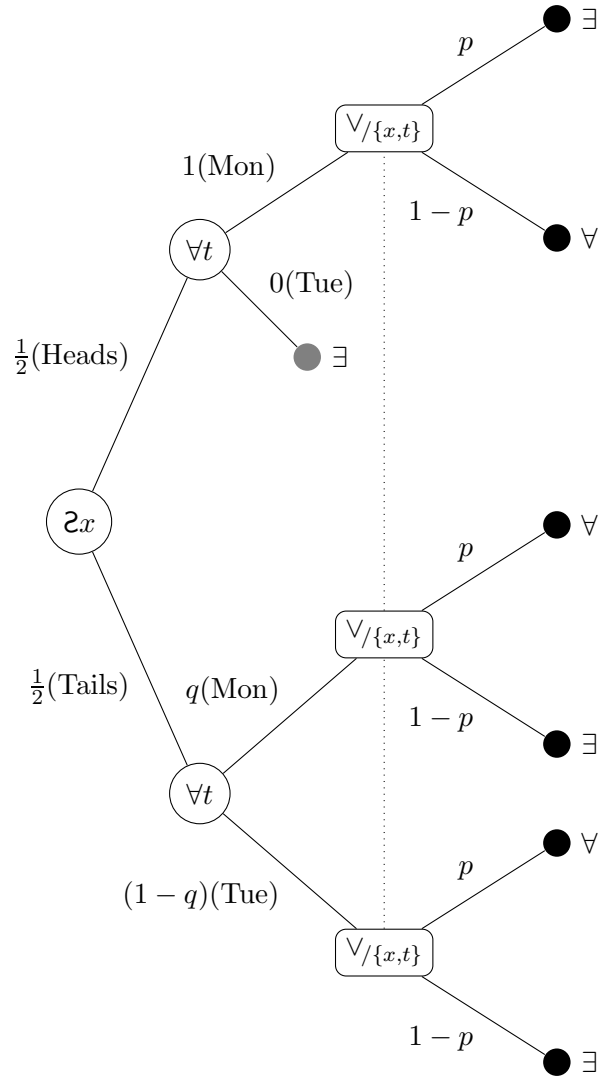 ∃
p
∨/{x,t}
1(Mon)
1 − p
∀
∀t
0(Tue)
∃
½(Heads)
Ƨx
∀
p
∨/{x,t}
½(Tails)
q(Mon)
1 − p
∃
∀t
∀
p
(1 − q)(Tue)
∨/{x,t}
1 − p
∃